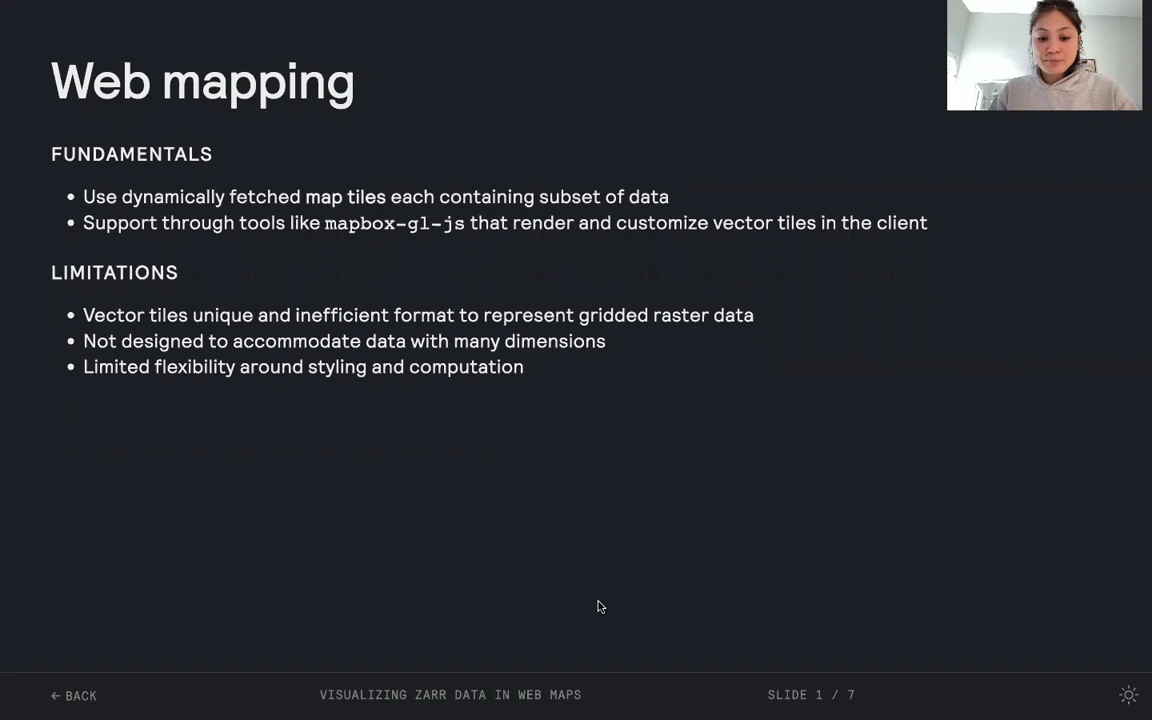 Web mapping
FUNDAMENTALS
• Use dynamically fetched map tiles each containing subset of data
• Support through tools like mapbox-gl-js that render and customize vector tiles in the client
LIMITATIONS
• Vector tiles unique and inefficient format to represent gridded raster data
• Not designed to accommodate data with many dimensions
• Limited flexibility around styling and computation
← BACK
VISUALIZING ZARR DATA IN WEB MAPS
SLIDE 1 / 7